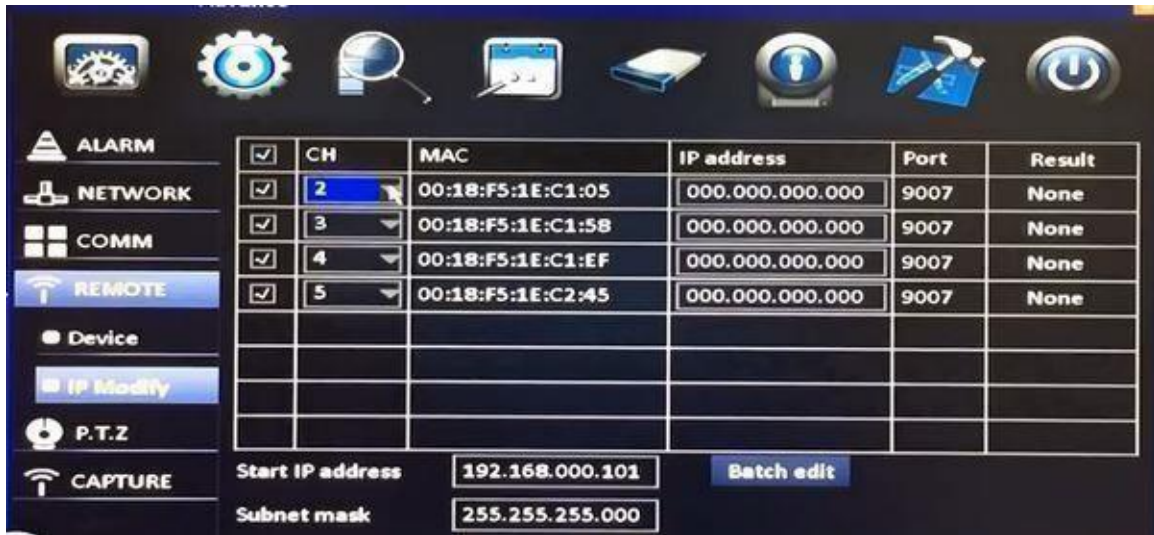 ALARM
NETWORK
COMM
REMOTE
Device
IP Modify
P.T.Z
CAPTURE
CH MAC IP address Port Result
2 00:18:F5:1E:C1:05 000.000.000.000 9007 None
3 00:18:F5:1E:C1:58 000.000.000.000 9007 None
4 00:18:F5:1E:C1:EF 000.000.000.000 9007 None
5 00:18:F5:1E:C2:45 000.000.000.000 9007 None
Start IP address 192.168.000.101 Batch edit
Subnet mask 255.255.255.000